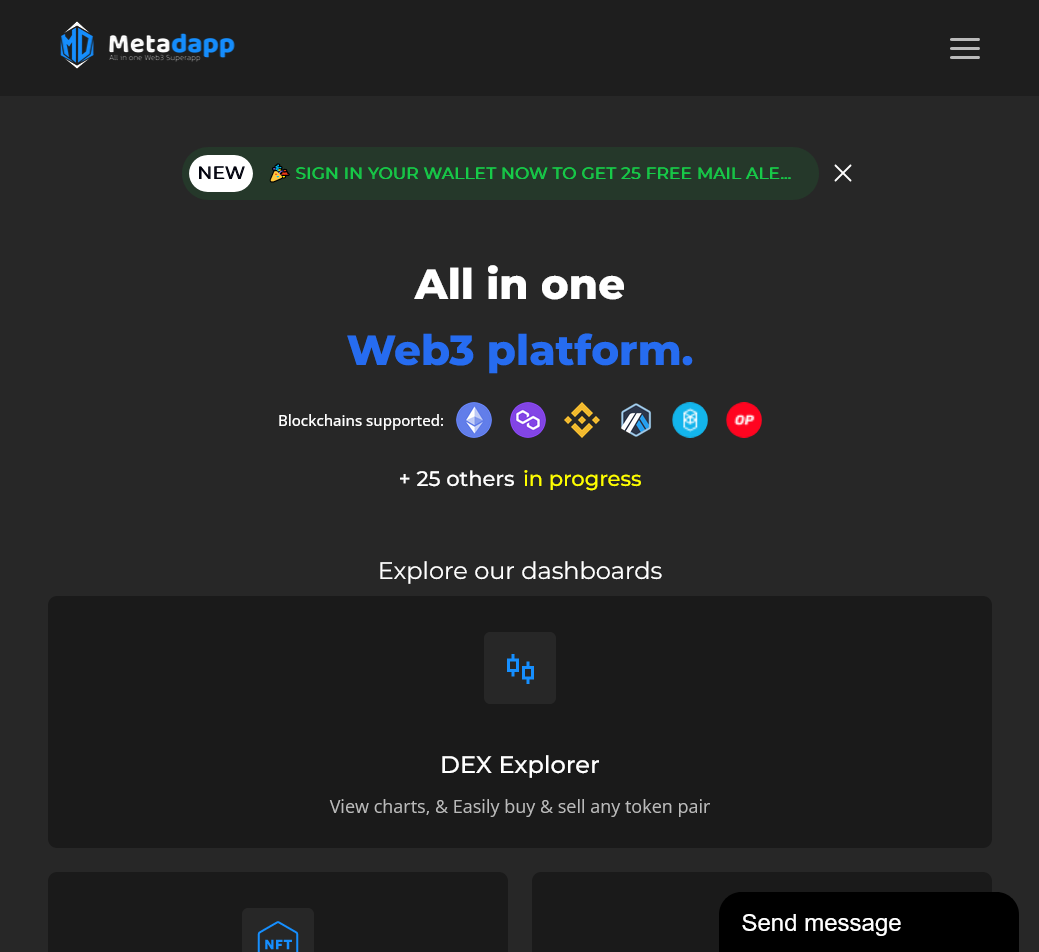 Metadapp
All in one Web3 Superapp
NEW 🎉 SIGN IN YOUR WALLET NOW TO GET 25 FREE MAIL ALE...
All in one
Web3 platform.
Blockchains supported: OP
+ 25 others in progress
Explore our dashboards
DEX Explorer
View charts, & Easily buy & sell any token pair
NFT
Send message